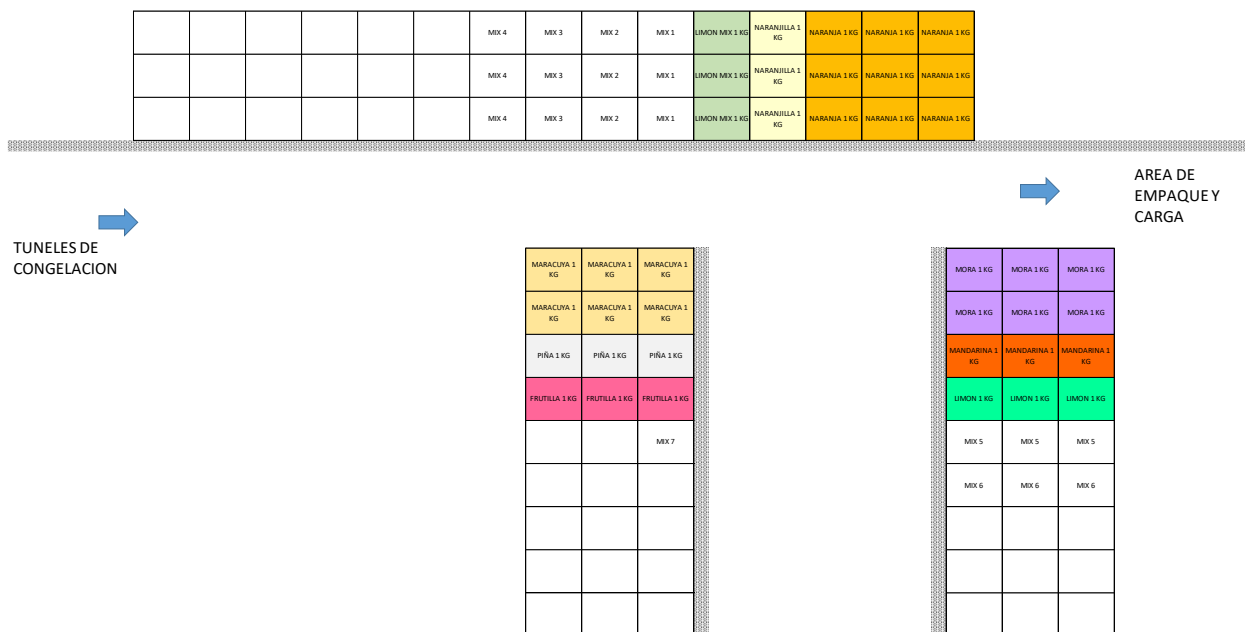 MIX 4 MIX 3 MIX 2 MIX 1 LIMON MIX 1 KG NARANJILLA 1 KG NARANJA 1 KG NARANJA 1 KG NARANJA 1 KG
MIX 4 MIX 3 MIX 2 MIX 1 LIMON MIX 1 KG NARANJILLA 1 KG NARANJA 1 KG NARANJA 1 KG NARANJA 1 KG
MIX 4 MIX 3 MIX 2 MIX 1 LIMON MIX 1 KG NARANJILLA 1 KG NARANJA 1 KG NARANJA 1 KG NARANJA 1 KG
AREA DE
EMPAQUE Y
CARGA
TUNELES DE
CONGELACION
MARACUYA 1 KG MARACUYA 1 KG MARACUYA 1 KG MORA 1 KG MORA 1 KG MORA 1 KG
MARACUYA 1 KG MARACUYA 1 KG MARACUYA 1 KG MORA 1 KG MORA 1 KG MORA 1 KG
PIÑA 1 KG PIÑA 1 KG PIÑA 1 KG MANDARINA 1 KG MANDARINA 1 KG MANDARINA 1 KG
FRUTILLA 1 KG FRUTILLA 1 KG FRUTILLA 1 KG LIMON 1 KG LIMON 1 KG LIMON 1 KG
MIX 7 MIX 5 MIX 5 MIX 5
MIX 6 MIX 6 MIX 6